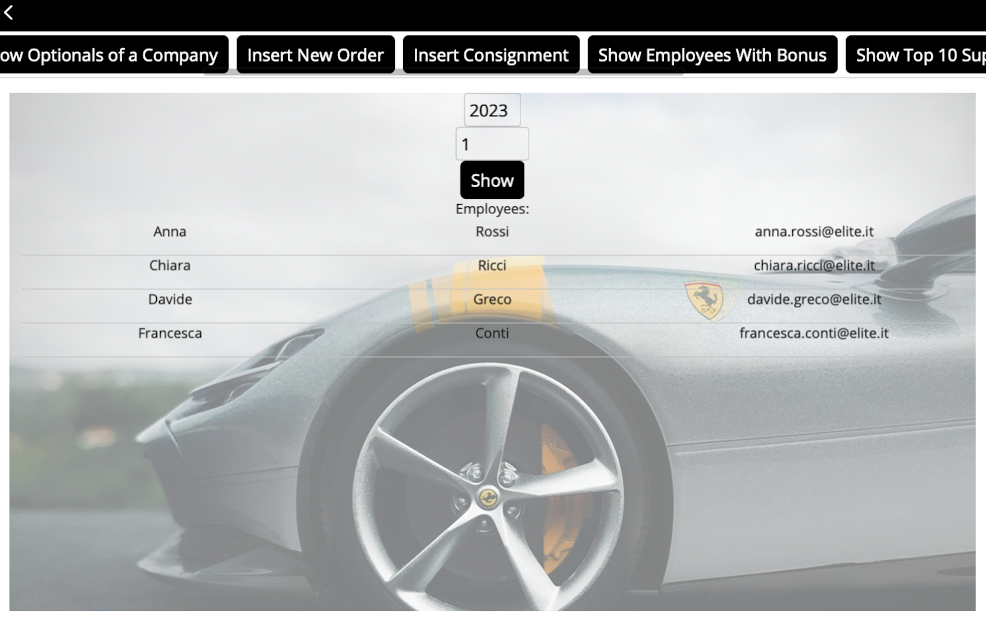 ow Optionals of a Company Insert New Order Insert Consignment Show Employees With Bonus Show Top 10 Sup
2023
1
Show
Employees:
Anna Rossi anna.rossi@elite.it
Chiara Ricci chiara.ricci@elite.it
Davide Greco davide.greco@elite.it
Francesca Conti francesca.conti@elite.it